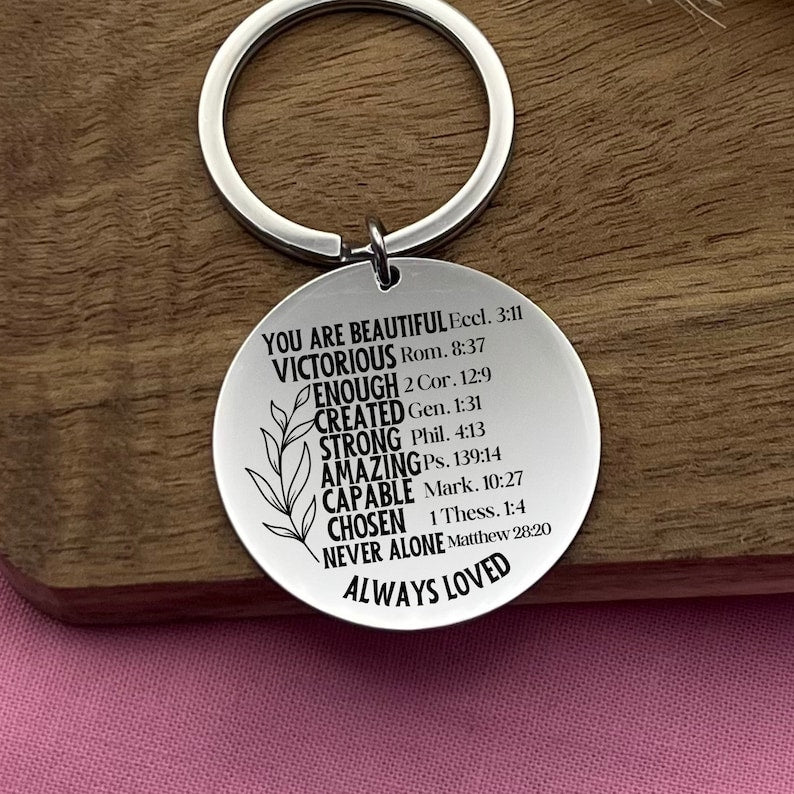 YOU ARE BEAUTIFUL Eccl. 3:11
VICTORIOUS Rom. 8:37
ENOUGH 2 Cor. 12:9
CREATED Gen. 1:31
STRONG Phil. 4:13
AMAZING Ps. 139:14
CAPABLE Mark. 10:27
CHOSEN 1 Thess. 1:4
NEVER ALONE Matthew 28:20
ALWAYS LOVED